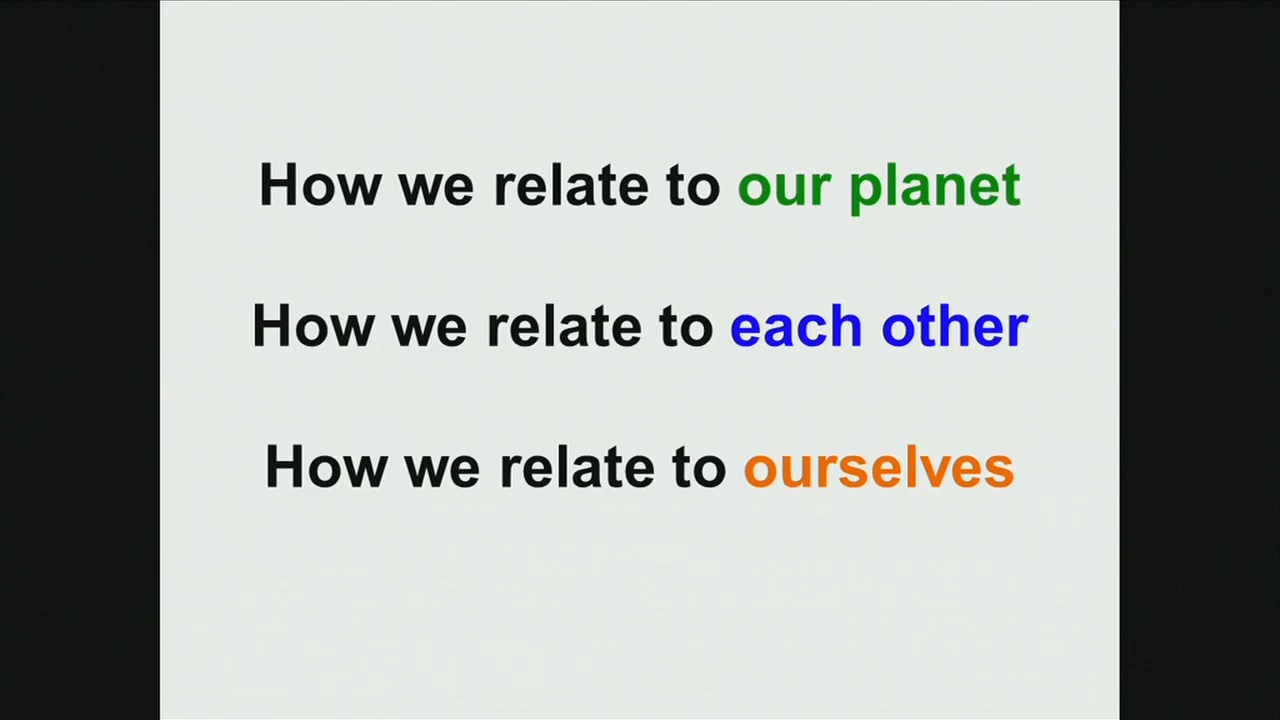 How we relate to our planet
How we relate to each other
How we relate to ourselves